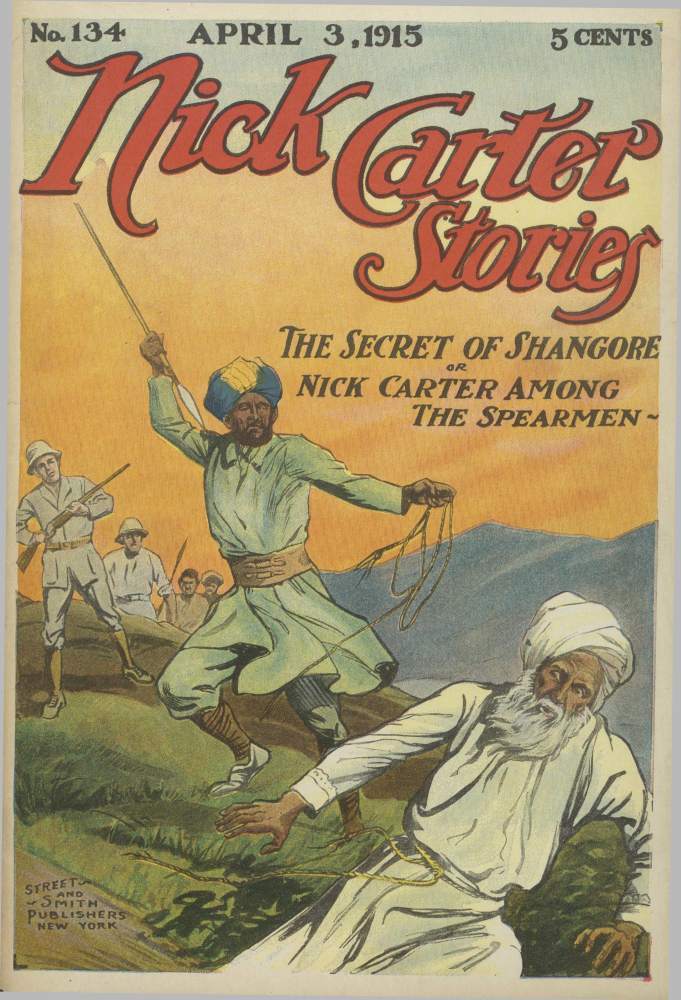 No. 134 APRIL 3, 1915 5 CENTS
Nick Carter
Stories
THE SECRET OF SHANGORE
OR
NICK CARTER AMONG
THE SPEARMEN~
STREET
AND
SMITH
PUBLISHERS
NEW YORK